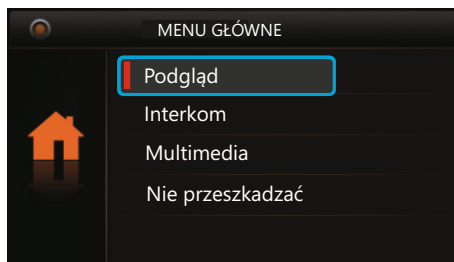 MENU GŁÓWNE
Podgląd
Interkom
Multimedia
Nie przeszkadzać